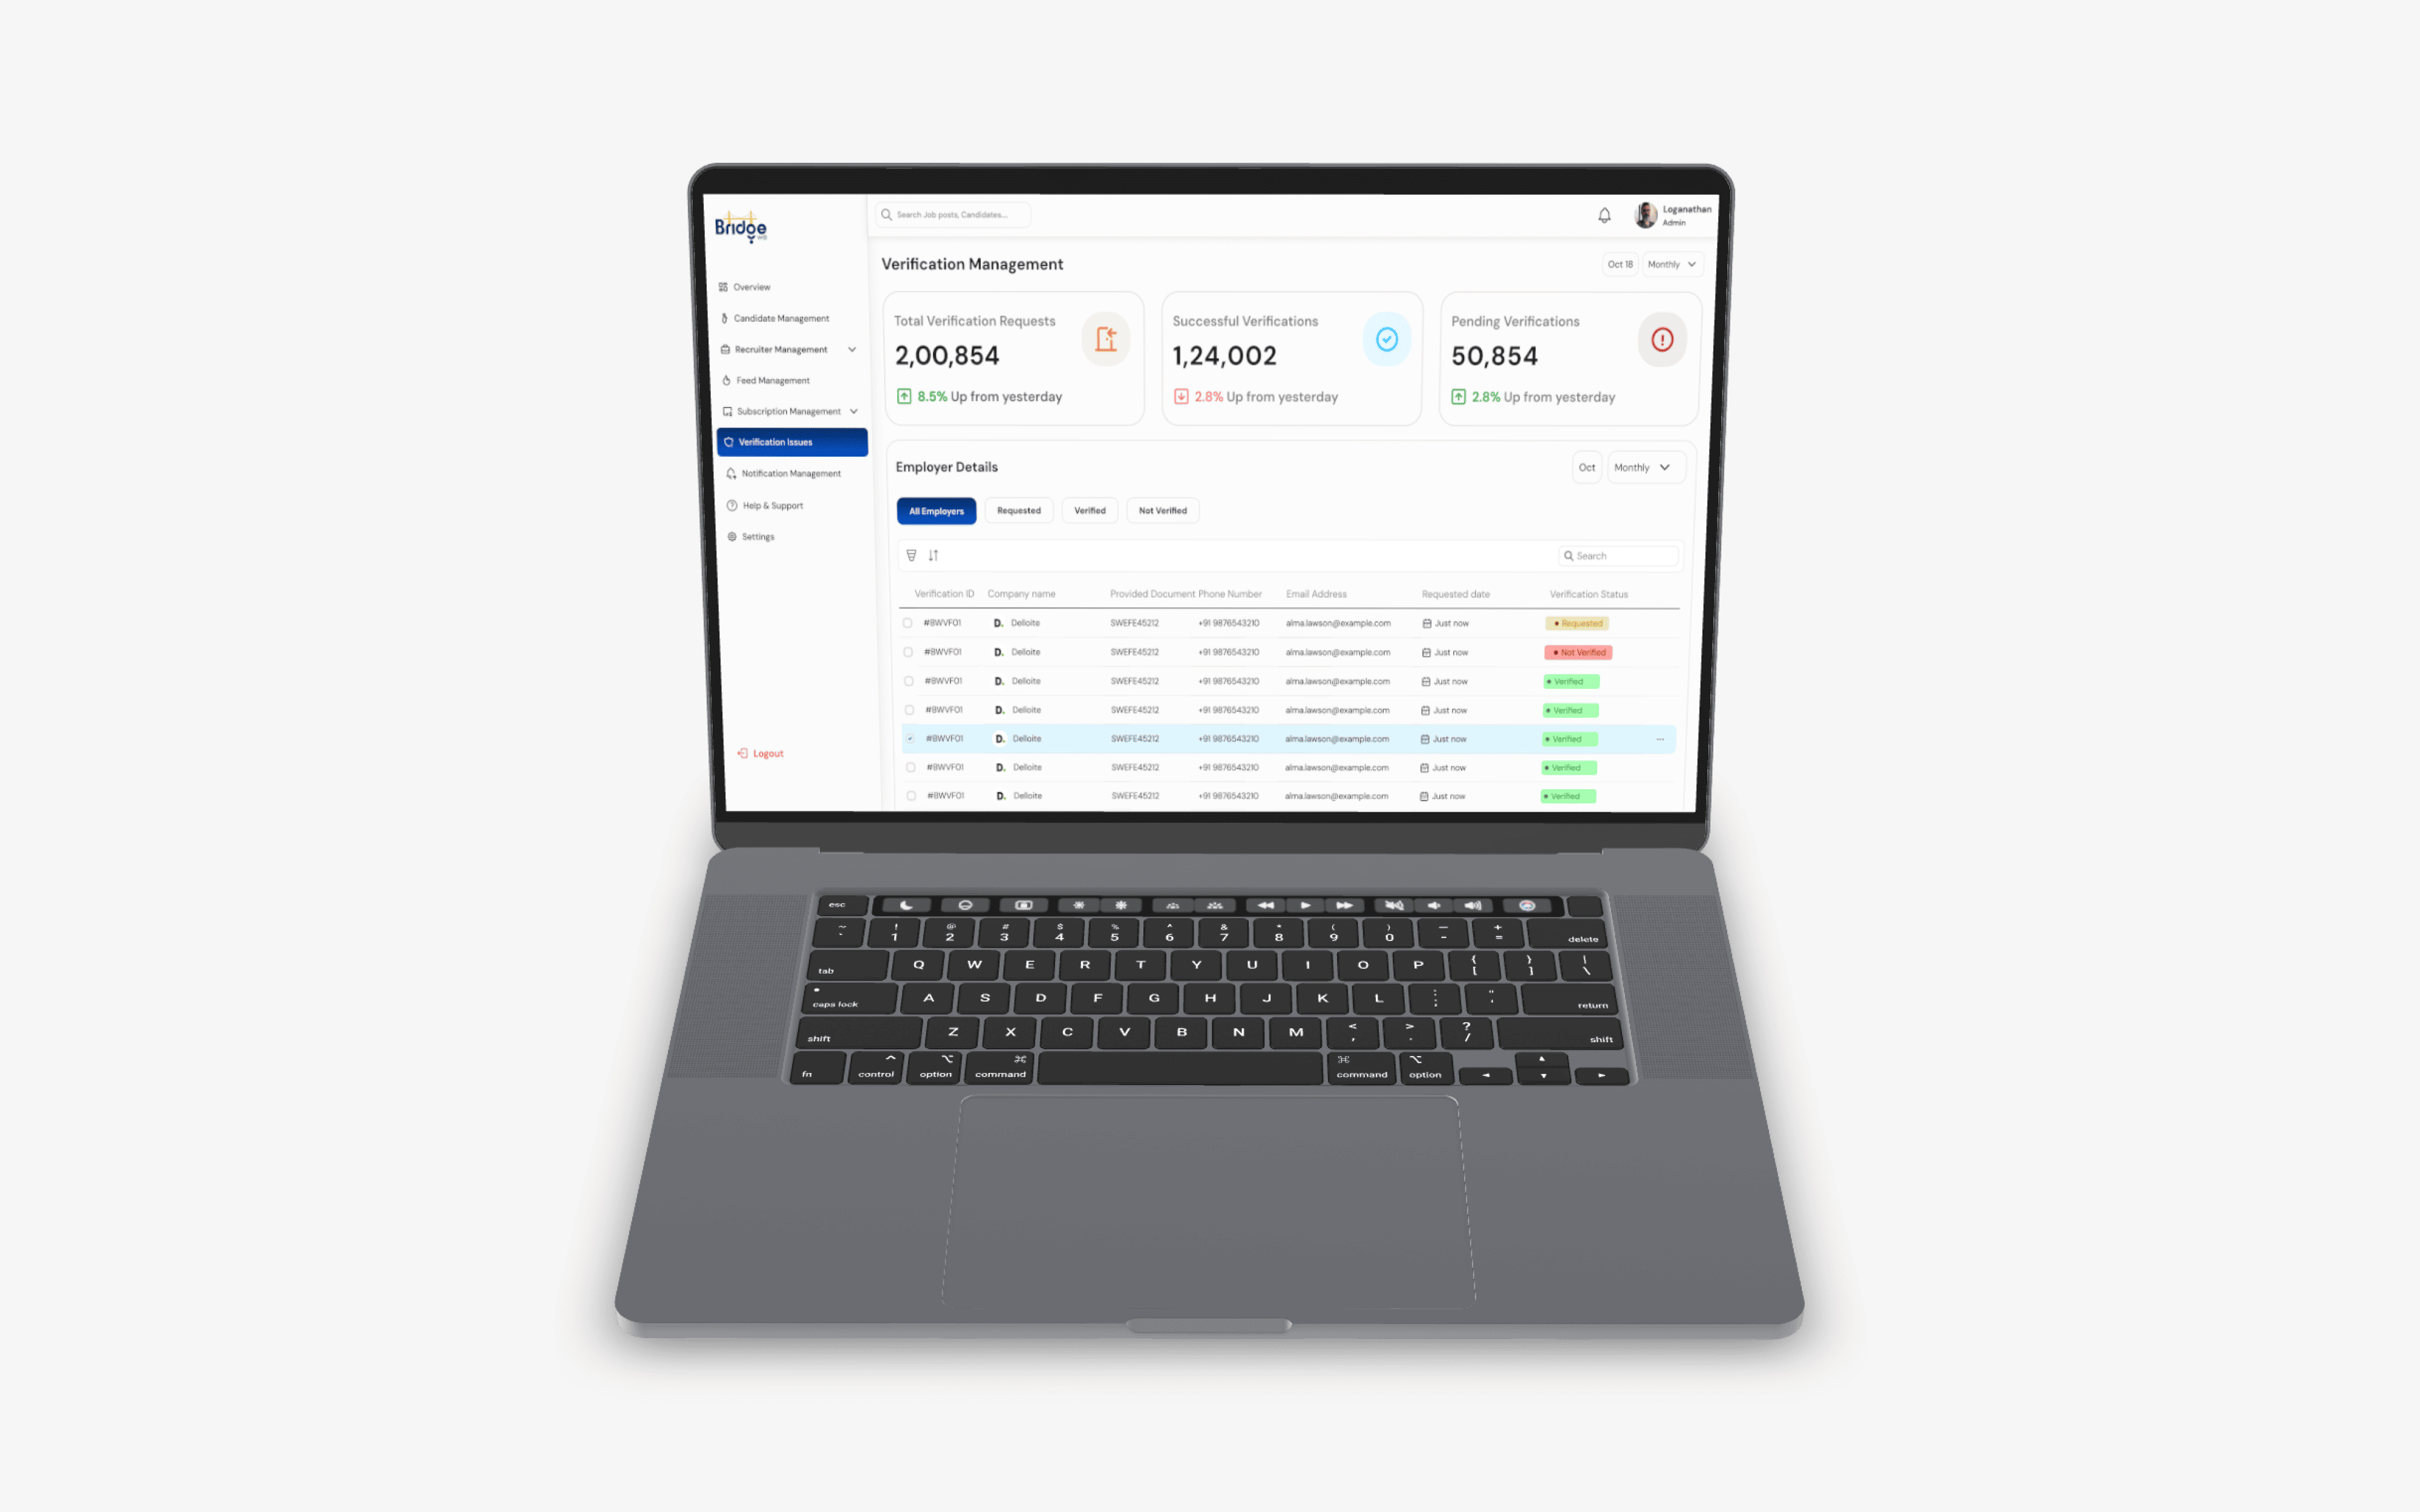 Bridge
Search Job posts, Candidates...
Loganathan
Admin
Overview
Candidate Management
Recruiter Management
Feed Management
Subscription Management
Verification Issues
Notification Management
Help & Support
Settings
Logout
Verification Management
Oct 18 Monthly
Total Verification Requests
2,00,854
8.5% Up from yesterday
Successful Verifications
1,24,002
2.8% Up from yesterday
Pending Verifications
50,854
2.8% Up from yesterday
Employer Details
Oct Monthly
All Employers Requested Verified Not Verified
Search
Verification ID Company name Provided Document Phone Number Email Address Requested date Verification Status
#BWVF01 D. Delloite SWEFE45212 +91 9876543210 alma.lawson@example.com Just now Requested
#BWVF01 D. Delloite SWEFE45212 +91 9876543210 alma.lawson@example.com Just now Not Verified
#BWVF01 D. Delloite SWEFE45212 +91 9876543210 alma.lawson@example.com Just now Verified
#BWVF01 D. Delloite SWEFE45212 +91 9876543210 alma.lawson@example.com Just now Verified
#BWVF01 D. Delloite SWEFE45212 +91 9876543210 alma.lawson@example.com Just now Verified ...
#BWVF01 D. Delloite SWEFE45212 +91 9876543210 alma.lawson@example.com Just now Verified
#BWVF01 D. Delloite SWEFE45212 +91 9876543210 alma.lawson@example.com Just now Verified
esc
~ ! @ # $ % ^ & * ( ) — +
` 1 2 3 4 5 6 7 8 9 0 - = delete
tab Q W E R T Y U I O P { [ } ] | \
caps lock A S D F G H J K L : ; " ' return
shift Z X C V B N M < , > . ? / shift
fn control option command command option